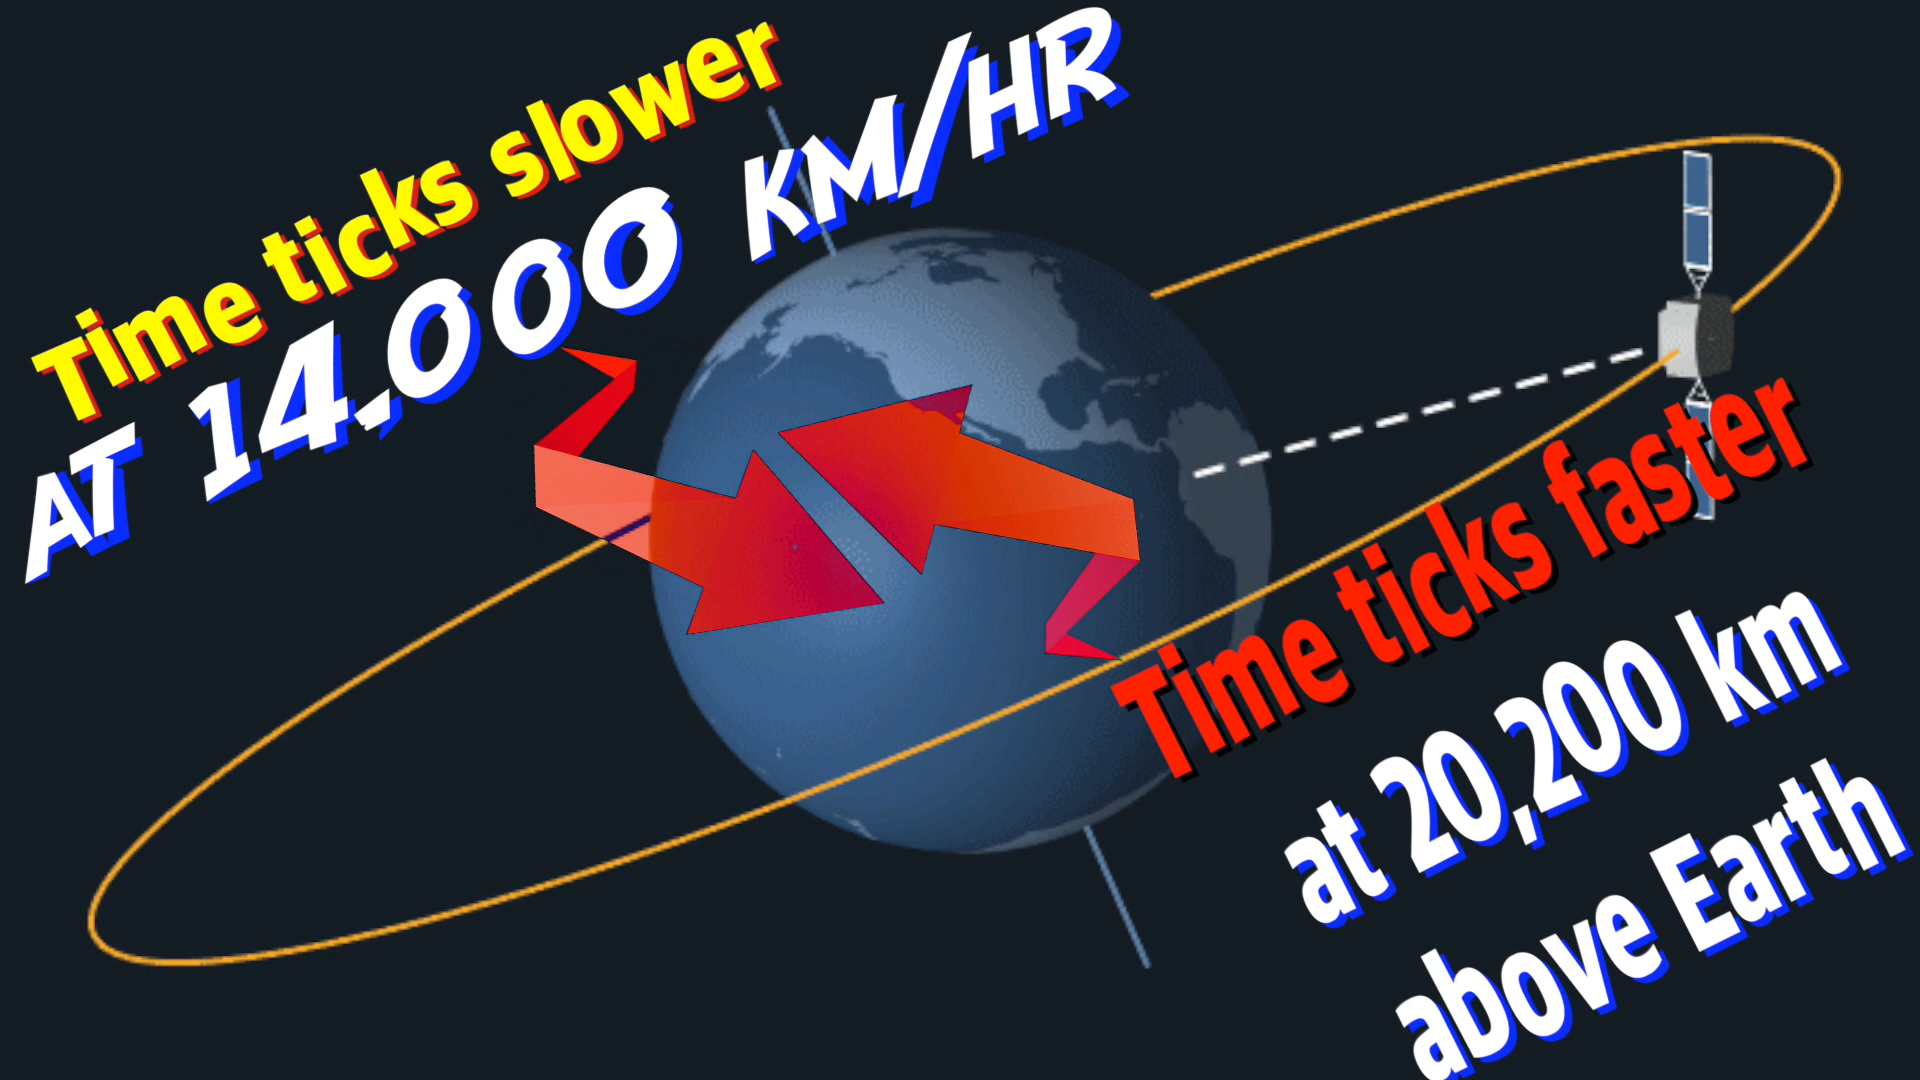 Time ticks slower
AT 14,000 KM/HR
Time ticks faster
at 20,200 km
above Earth